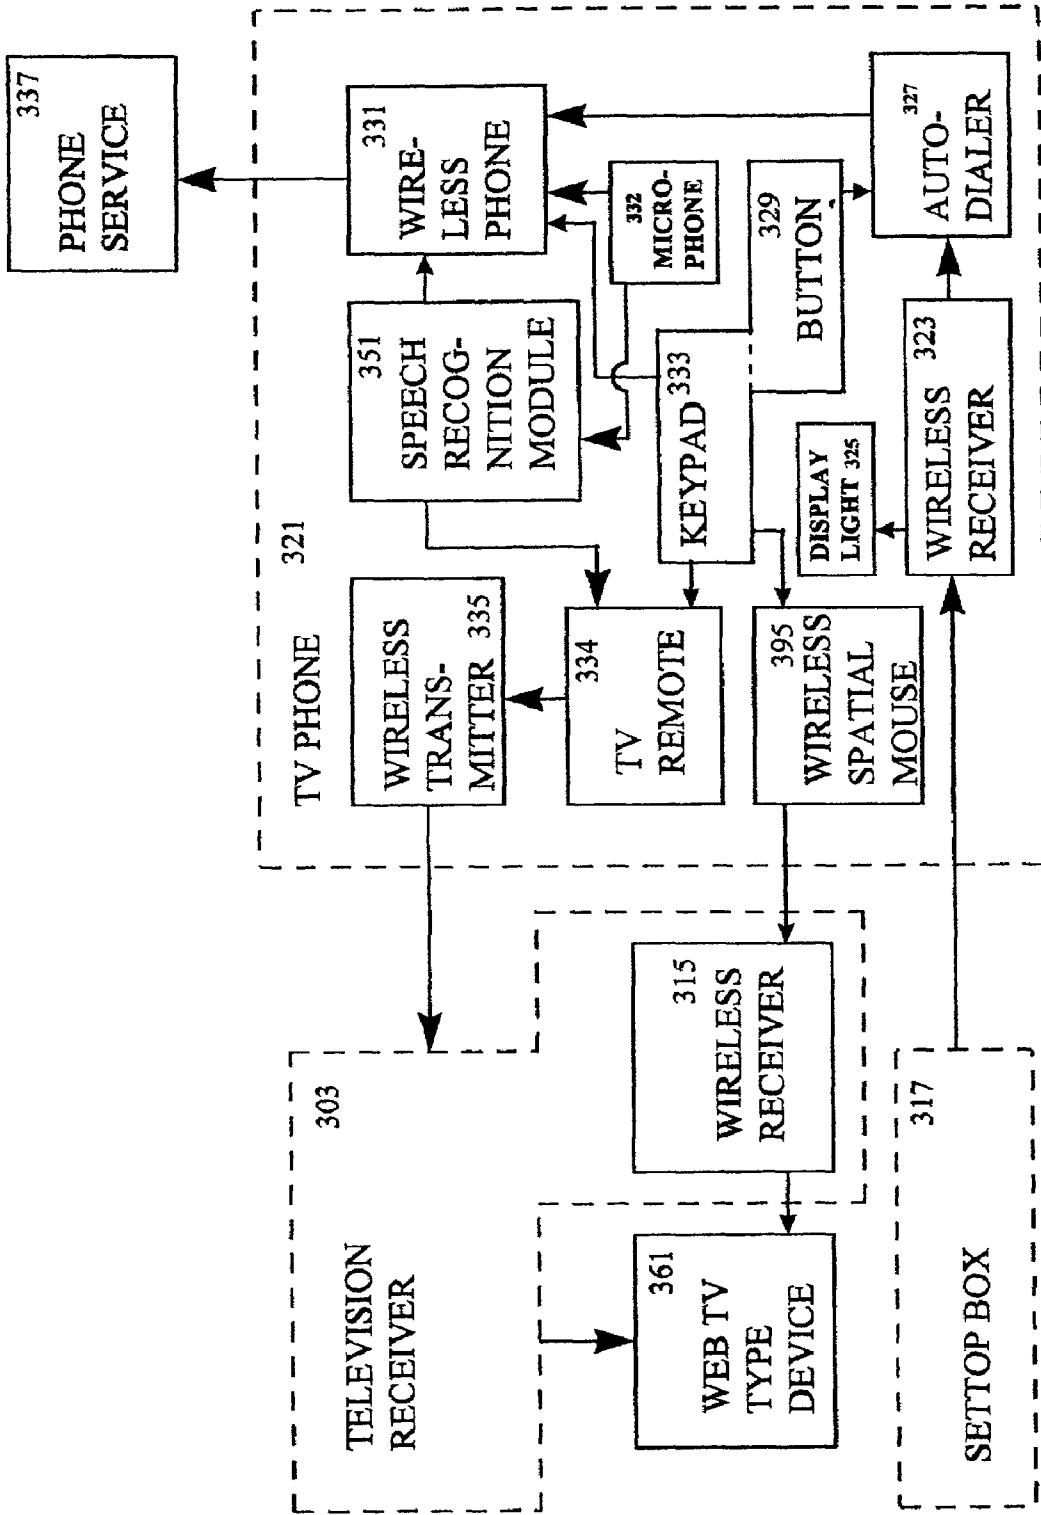 TELEVISION
RECEIVER
303
WEB TV
TYPE
DEVICE
361
WIRELESS
RECEIVER
315
SETTOP BOX
317
TV PHONE
321
WIRELESS
TRANS-
MITTER 335
TV
REMOTE
334
WIRELESS
SPATIAL
MOUSE
395
SPEECH
RECOG-
NITION
MODULE
351
KEYPAD
333
DISPLAY
LIGHT 325
WIRELESS
RECEIVER
323
WIRE-
LESS
PHONE
331
332
MICRO-
PHONE
BUTTON
329
AUTO-
DIALER
327
PHONE
SERVICE
337